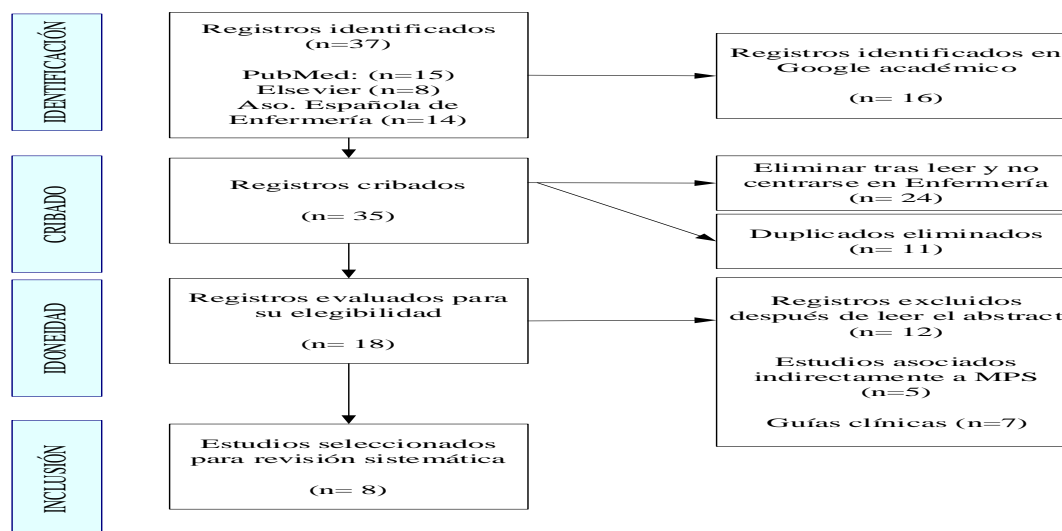 IDENTIFICACIÓN
Registros identificados
(n=37)
PubMed: (n=15)
Elsevier (n=8)
Aso. Española de
Enfermería (n=14)
Registros identificados en
Google académico
(n= 16)
CRIBADO
Registros cribados
(n= 35)
Eliminar tras leer y no
centrarse en Enfermería
(n= 24)
Duplicados eliminados
(n= 11)
IDONEIDAD
Registros evaluados para
su elegibilidad
(n= 18)
Registros excluidos
después de leer el abstract
(n= 12)
Estudios asociados
indirectamente a MPS
(n=5)
Guías clínicas (n=7)
INCLUSIÓN
Estudios seleccionados
para revisión sistemática
(n= 8)